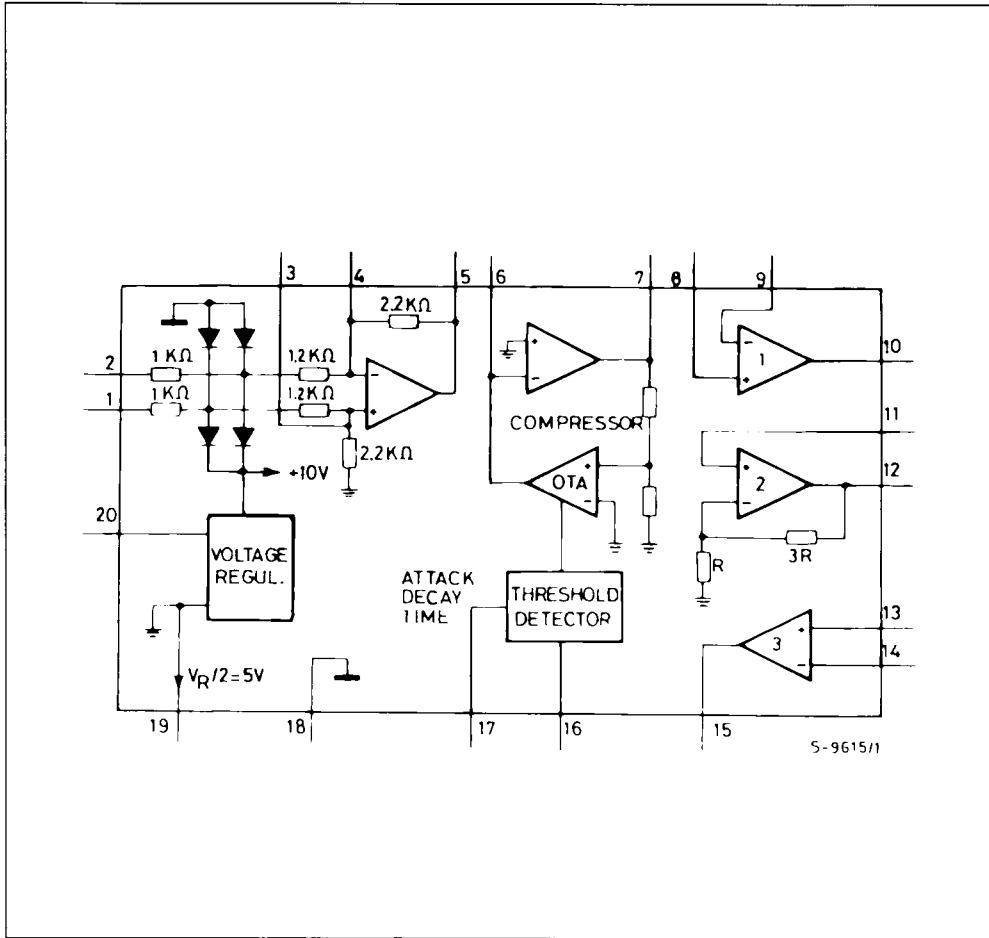 3 4 5 6 7 8 9
2.2KΩ
2 1KΩ 1.2KΩ - 1 - + 10
1 1KΩ 1.2KΩ + + -
COMPRESSOR 11
2.2KΩ
+10V OTA + - 2 + - 12
20
VOLTAGE REGUL.
R 3R
ATTACK DECAY TIME
THRESHOLD DETECTOR
3 + - 13
14
VR/2=5V
19 18 17 16 15
S-9615/1